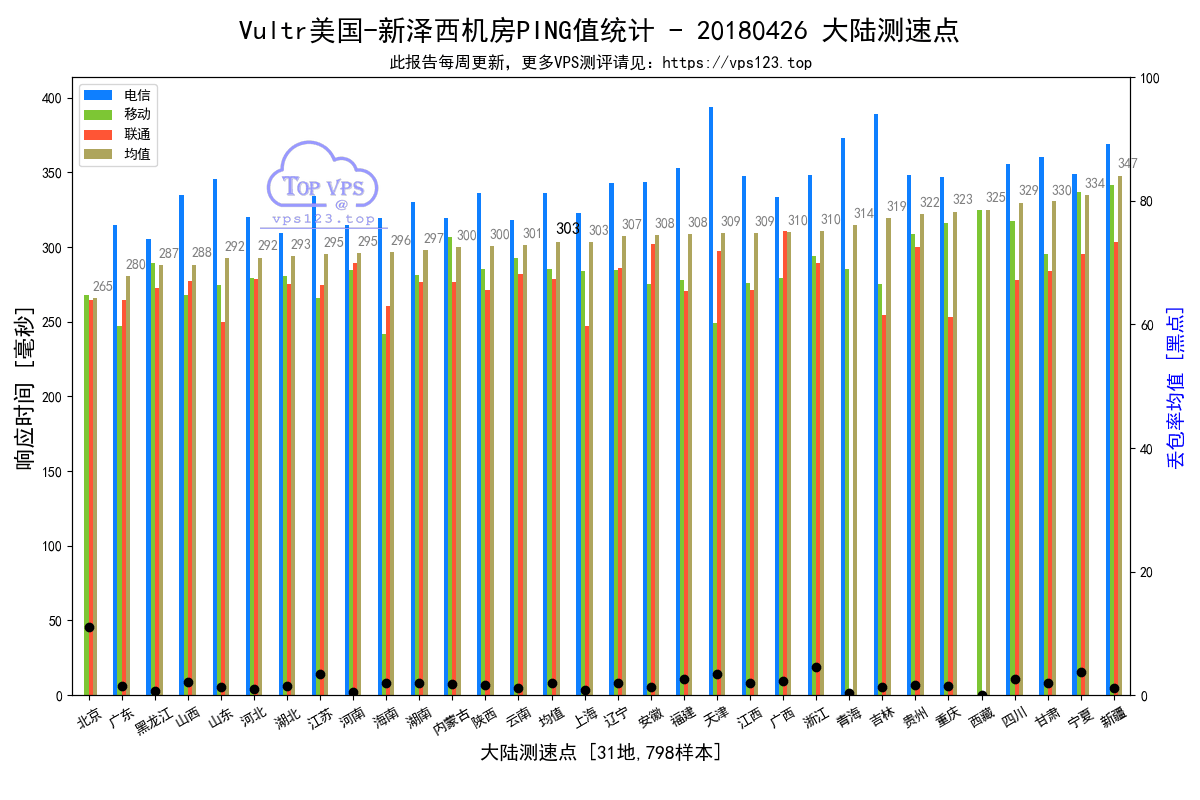 Vultr美国-新泽西机房PING值统计 - 20180426 大陆测速点
此报告每周更新，更多VPS测评请见：https://vps123.top
电信
移动
联通
均值
TOP VPS
@
vps123.top
响应时间 [毫秒]
400
350
300
250
200
150
100
50
0
265 280 287 288 292 292 293 295 295 296 297 300 300 301 303 303 307 308 308 309 309 310 310 314 319 322 323 325 329 330 334 347
100
80
60
40
20
0
丢包率均值 [黑点]
北京 广东 黑龙江 山西 山东 河北 湖北 江苏 河南 海南 湖南 内蒙古 陕西 云南 均值 上海 辽宁 安徽 福建 天津 江西 广西 浙江 青海 吉林 贵州 重庆 西藏 四川 甘肃 宁夏 新疆
大陆测速点 [31地,798样本]